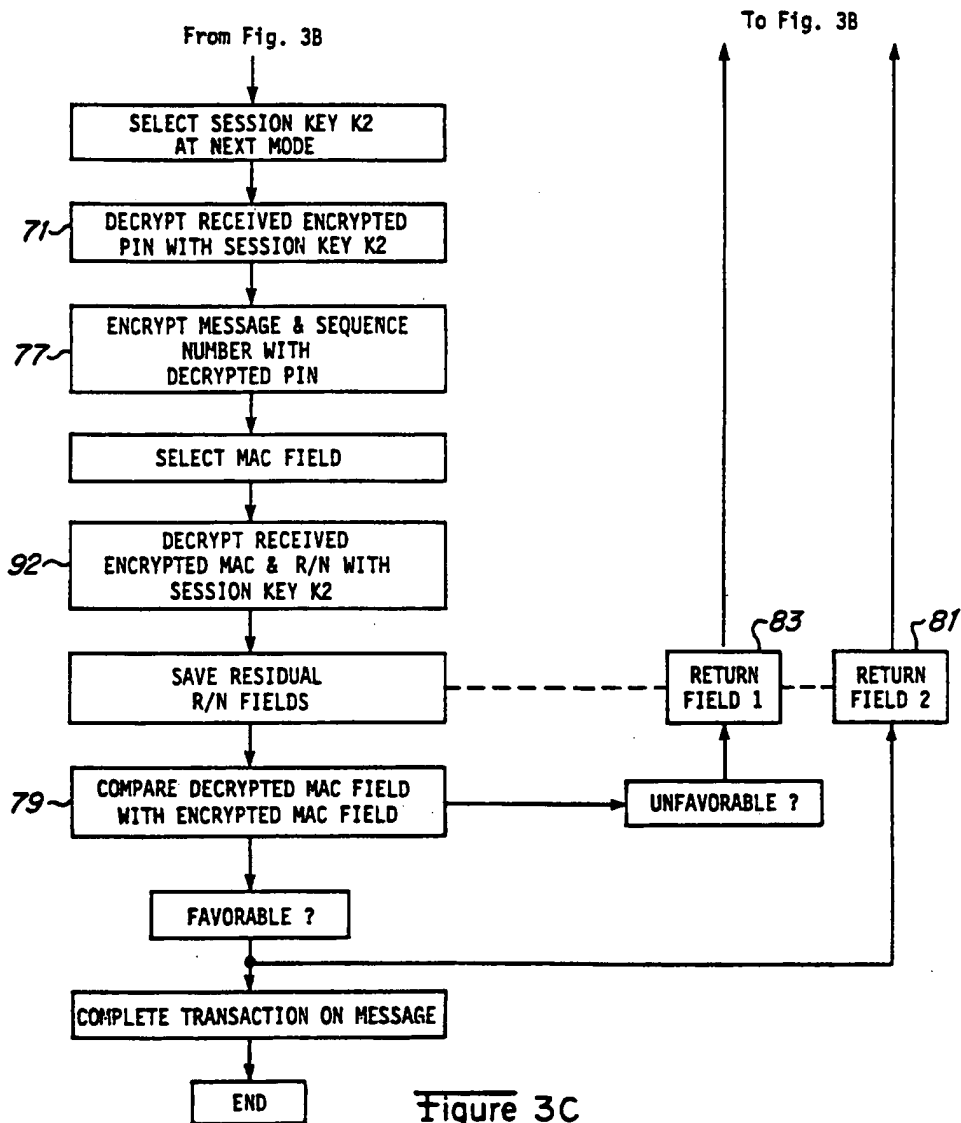 From Fig. 3B
To Fig. 3B
SELECT SESSION KEY K2
AT NEXT MODE
71
DECRYPT RECEIVED ENCRYPTED
PIN WITH SESSION KEY K2
77
ENCRYPT MESSAGE & SEQUENCE
NUMBER WITH
DECRYPTED PIN
SELECT MAC FIELD
92
DECRYPT RECEIVED
ENCRYPTED MAC & R/N WITH
SESSION KEY K2
SAVE RESIDUAL
R/N FIELDS
83
RETURN
FIELD 1
81
RETURN
FIELD 2
79
COMPARE DECRYPTED MAC FIELD
WITH ENCRYPTED MAC FIELD
UNFAVORABLE ?
FAVORABLE ?
COMPLETE TRANSACTION ON MESSAGE
END
Figure 3C